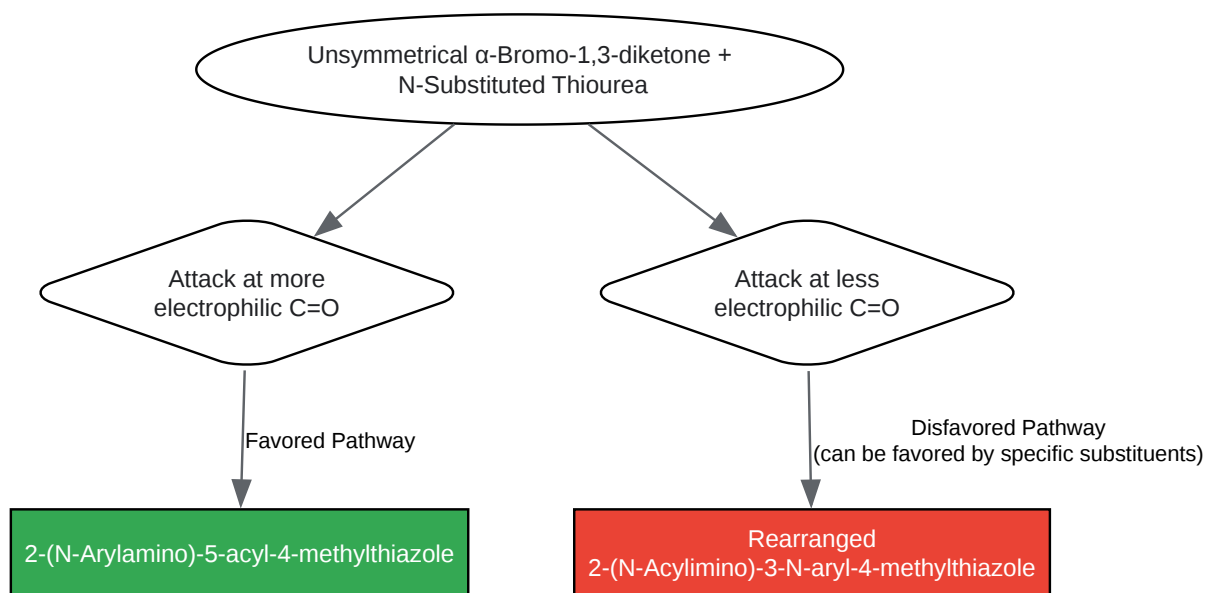 Unsymmetrical α-Bromo-1,3-diketone +
N-Substituted Thiourea
Attack at more
electrophilic C=O
Attack at less
electrophilic C=O
Favored Pathway
Disfavored Pathway
(can be favored by specific substituents)
2-(N-Arylamino)-5-acyl-4-methylthiazole
Rearranged
2-(N-Acylimino)-3-N-aryl-4-methylthiazole